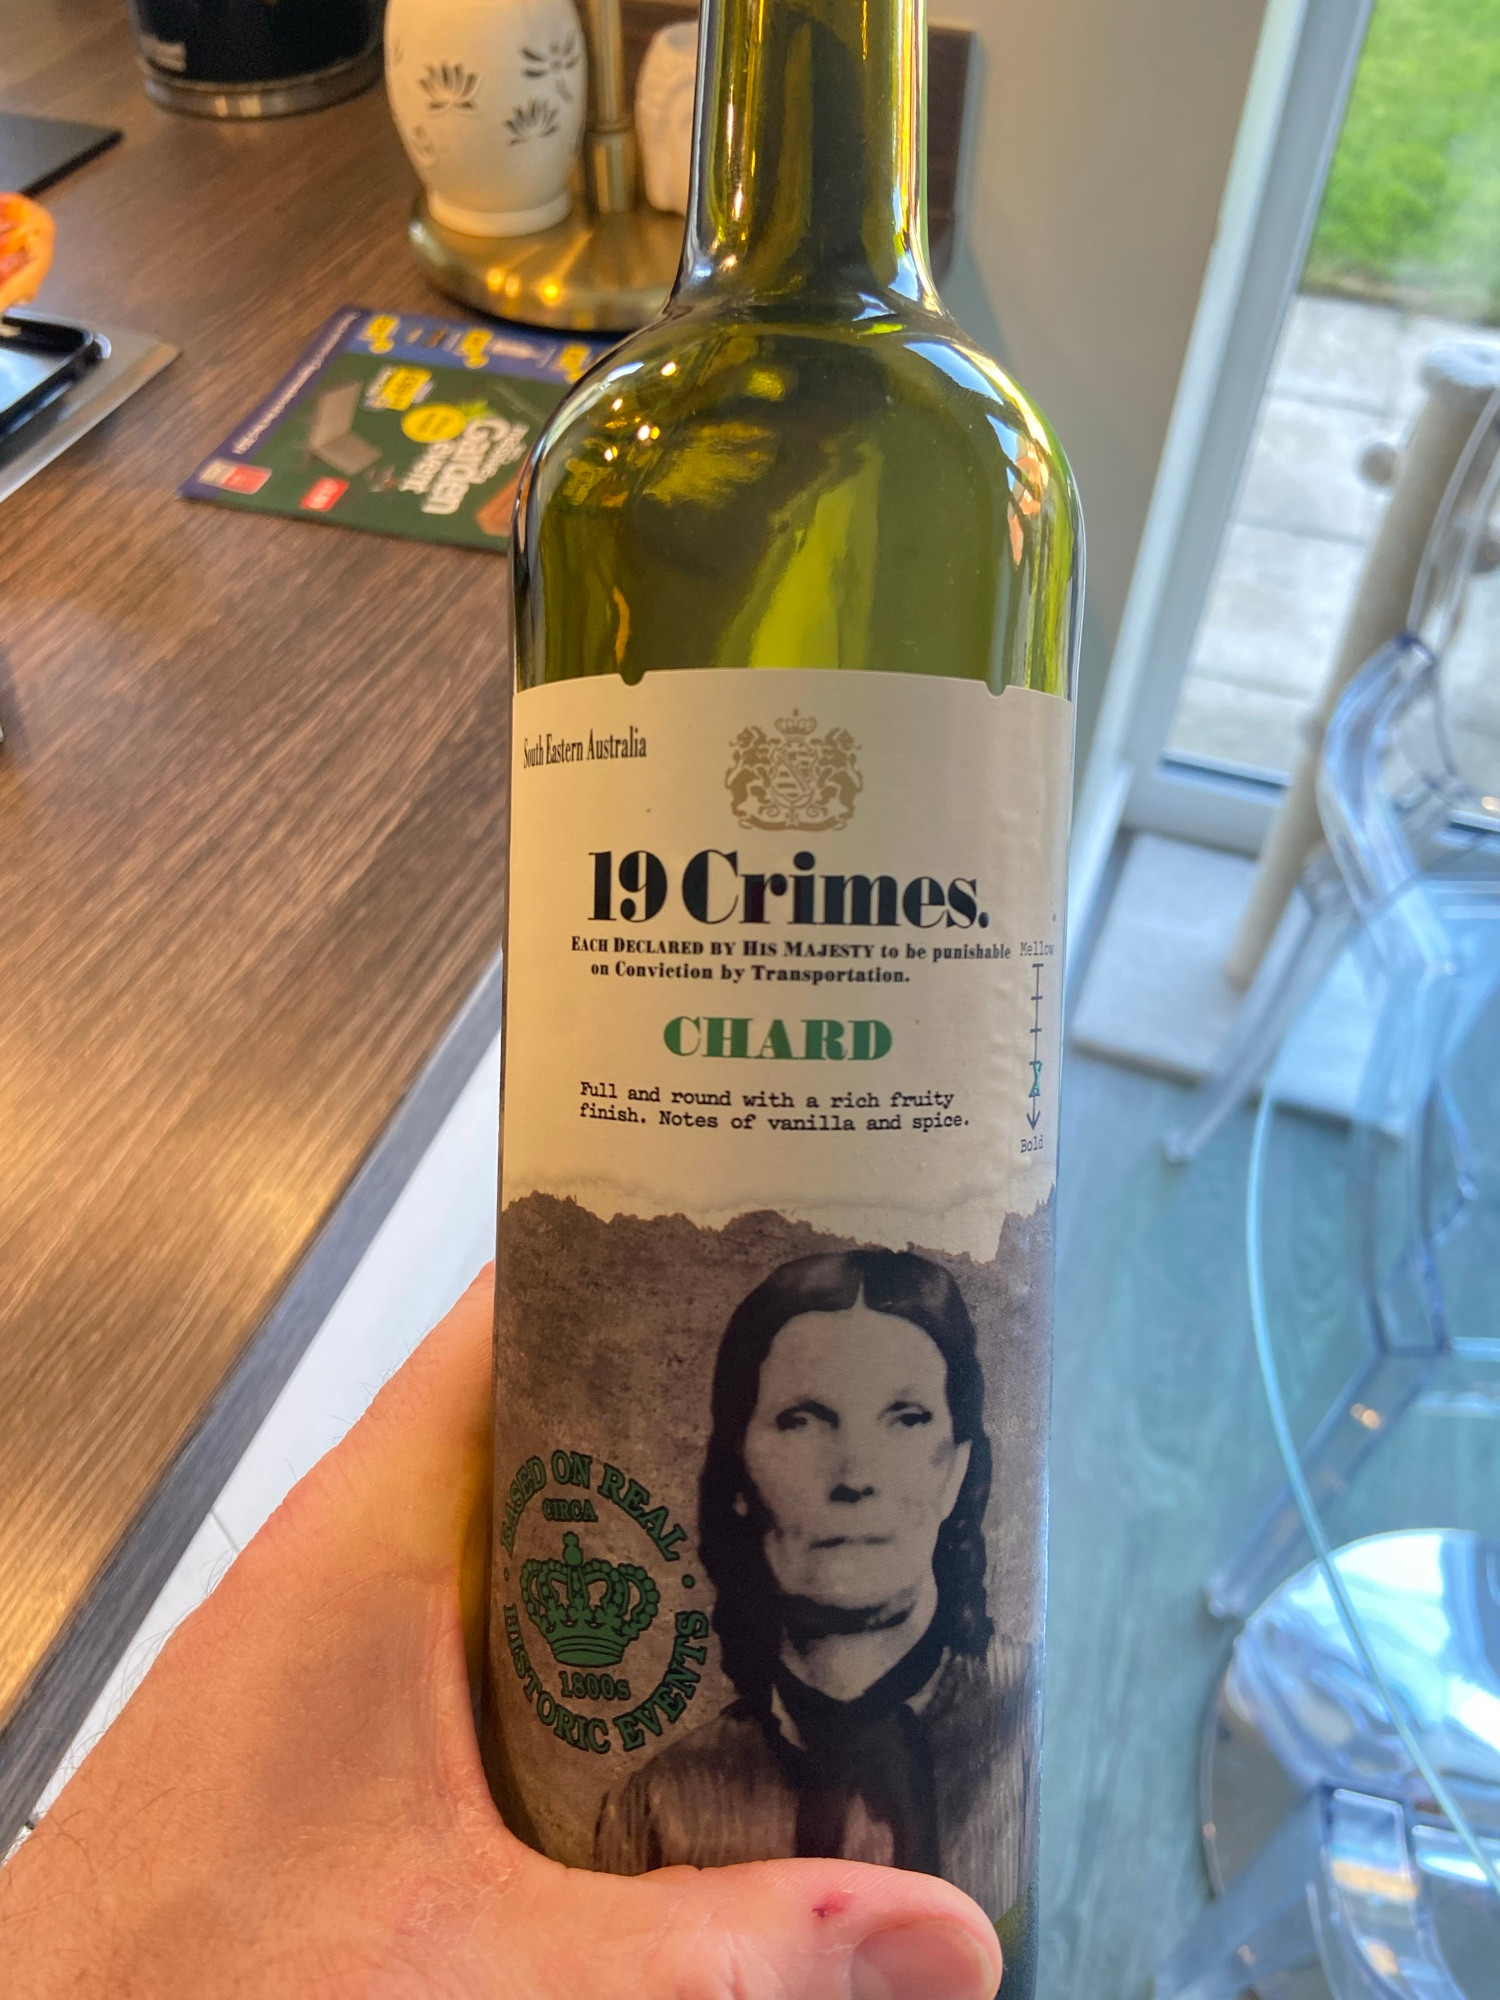 South Eastern Australia
19 Crimes.
EACH DECLARED BY HIS MAJESTY to be punishable
on Conviction by Transportation.
CHARD
Full and round with a rich fruity
finish. Notes of vanilla and spice.
Mellow
X
Bold
BASED ON REAL
CIRCA
1800s
HISTORIC EVENTS
Garden
event